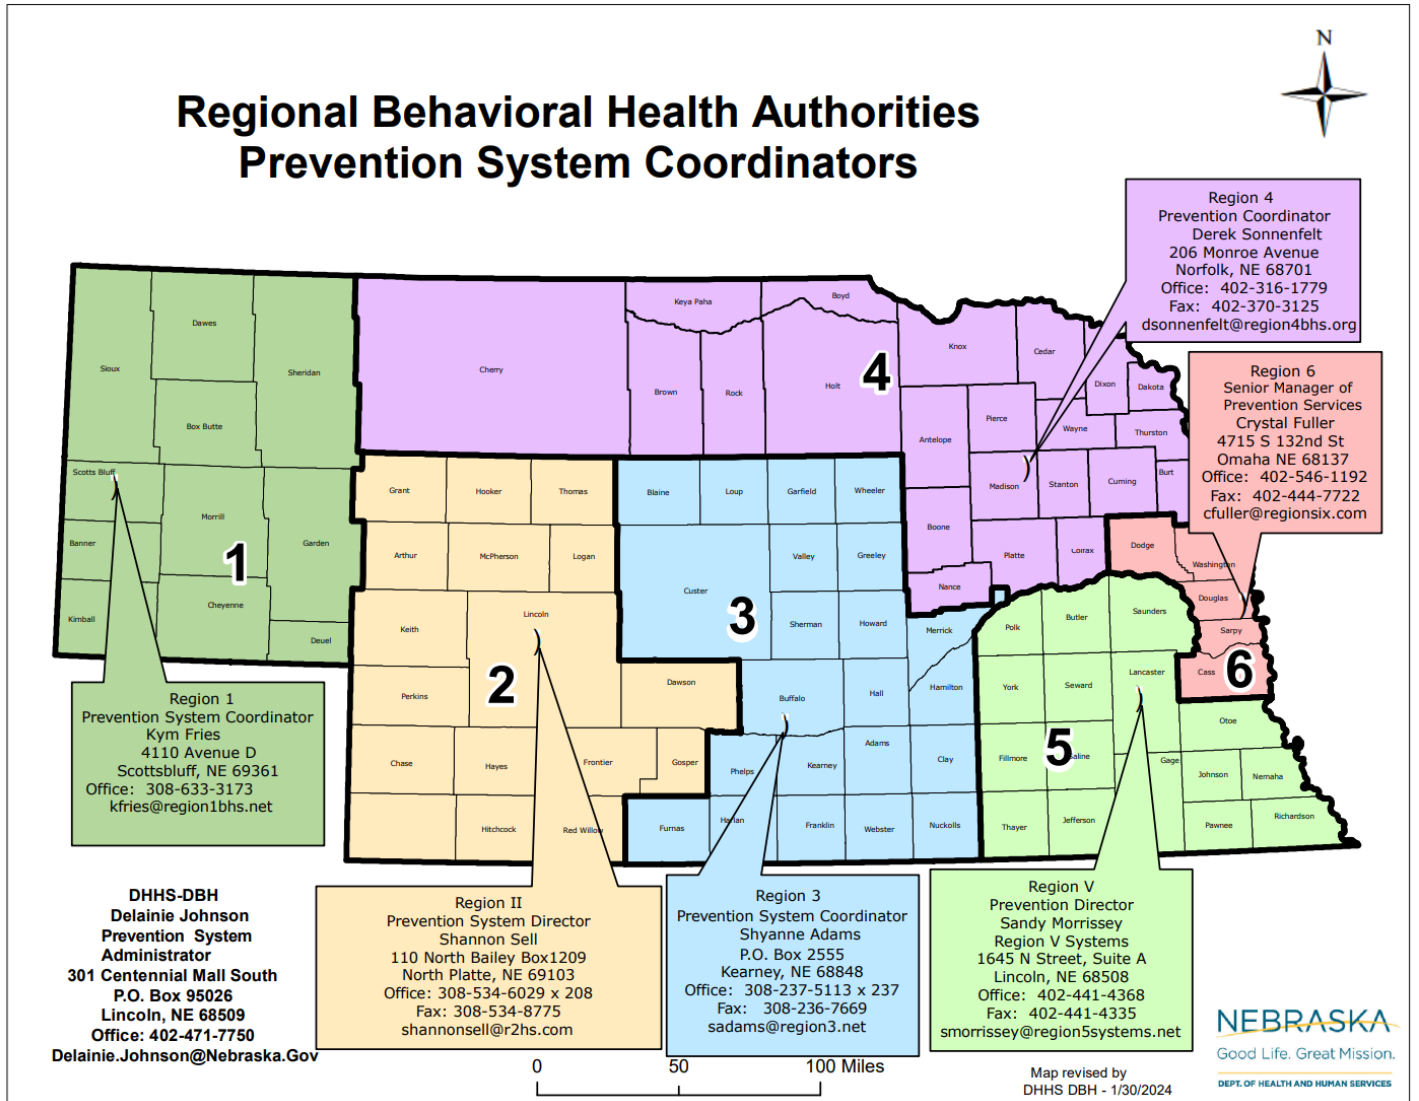 N
Regional Behavioral Health Authorities
Prevention System Coordinators
Region 4
Prevention Coordinator
Derek Sonnenfelt
206 Monroe Avenue
Norfolk, NE 68701
Office: 402-316-1779
Fax: 402-370-3125
dsonnenfelt@region4bhs.org
Region 6
Senior Manager of
Prevention Services
Crystal Fuller
4715 S 132nd St
Omaha NE 68137
Office: 402-546-1192
Fax: 402-444-7722
cfuller@regionsix.com
Sioux
Dawes
Sheridan
Box Butte
Scotts Bluff
Morrill
Garden
Banner
Kimball
Cheyenne
Deuel
1
Cherry
Keya Paha
Boyd
Brown
Rock
Holt
4
Knox
Cedar
Dixon
Dakota
Antelope
Pierce
Wayne
Thurston
Madison
Stanton
Cuming
Burt
Boone
Platte
Colfax
Nance
Grant
Hooker
Thomas
Arthur
McPherson
Logan
Keith
Lincoln
2
Perkins
Dawson
Chase
Hayes
Frontier
Gosper
Hitchcock
Red Willow
Blaine
Loup
Garfield
Wheeler
Custer
Valley
Greeley
3
Sherman
Howard
Merrick
Buffalo
Hall
Hamilton
Phelps
Kearney
Adams
Clay
Furnas
Harlan
Franklin
Webster
Nuckolls
Polk
Butler
Saunders
York
Seward
Lancaster
Fillmore
5
Saline
Gage
Otoe
Johnson
Nemaha
Thayer
Jefferson
Pawnee
Richardson
Dodge
Washington
Douglas
Sarpy
Cass
6
Region 1
Prevention System Coordinator
Kym Fries
4110 Avenue D
Scottsbluff, NE 69361
Office: 308-633-3173
kfries@region1bhs.net
DHHS-DBH
Delainie Johnson
Prevention System
Administrator
301 Centennial Mall South
P.O. Box 95026
Lincoln, NE 68509
Office: 402-471-7750
Delainie.Johnson@Nebraska.Gov
Region II
Prevention System Director
Shannon Sell
110 North Bailey Box1209
North Platte, NE 69103
Office: 308-534-6029 x 208
Fax: 308-534-8775
shannonsell@r2hs.com
Region 3
Prevention System Coordinator
Shyanne Adams
P.O. Box 2555
Kearney, NE 68848
Office: 308-237-5113 x 237
Fax: 308-236-7669
sadams@region3.net
Region V
Prevention Director
Sandy Morrissey
Region V Systems
1645 N Street, Suite A
Lincoln, NE 68508
Office: 402-441-4368
Fax: 402-441-4335
smorrissey@region5systems.net
0 50 100 Miles
Map revised by
DHHS DBH - 1/30/2024
NEBRASKA
Good Life. Great Mission.
DEPT. OF HEALTH AND HUMAN SERVICES